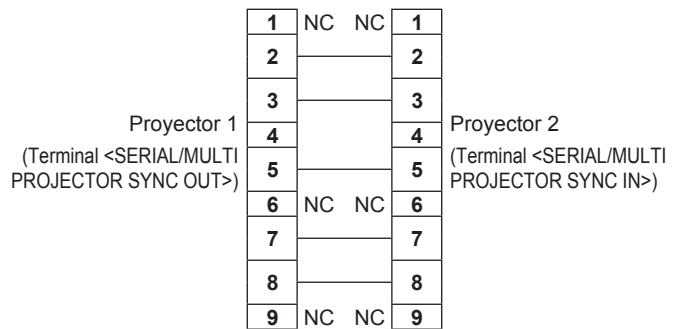 1 NC NC 1
2 2
3 3
Proyector 1 4 4 Proyector 2
(Terminal <SERIAL/MULTI (Terminal <SERIAL/MULTI
5 5
PROJECTOR SYNC OUT>) PROJECTOR SYNC IN>)
6 NC NC 6
7 7
8 8
9 NC NC 9